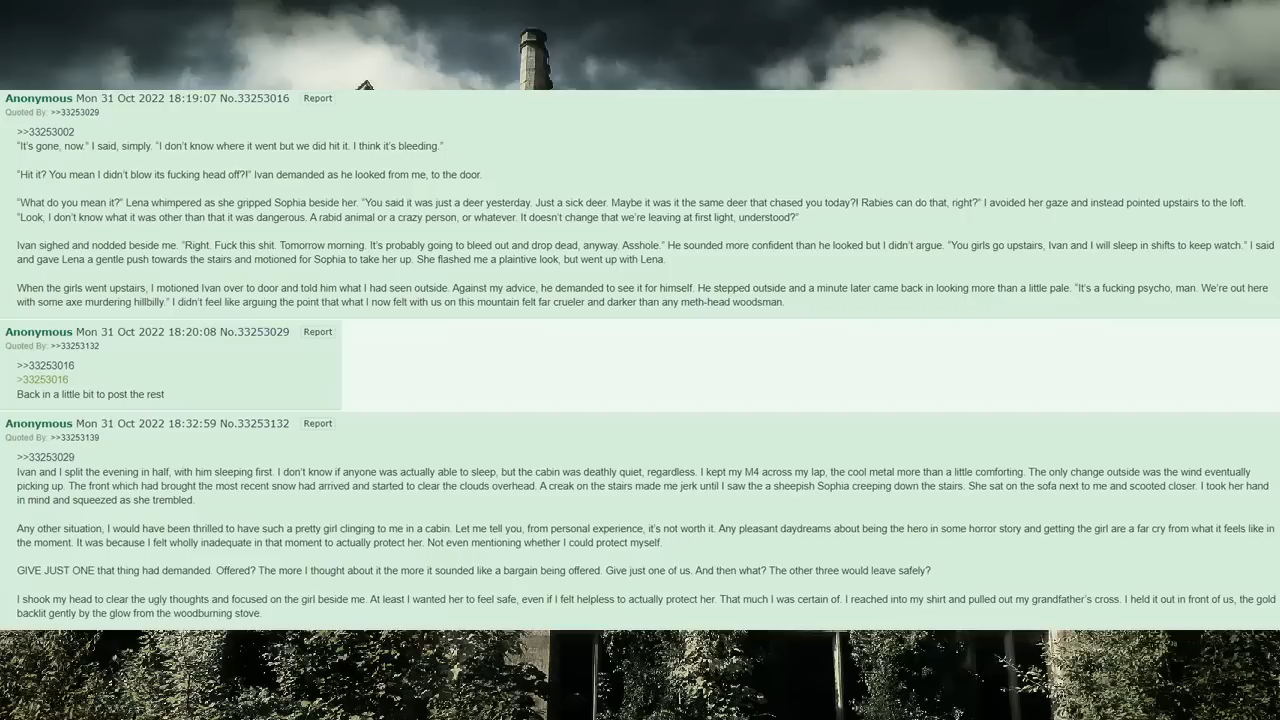 Anonymous Mon 31 Oct 2022 18:19:07 No.33253016 Report
Quoted By: >>33253029
>>33253002
“It’s gone, now.” I said, simply. “I don’t know where it went but we did hit it. I think it’s bleeding.”
“Hit it? You mean I didn’t blow its fucking head off?!” Ivan demanded as he looked from me, to the door.
“What do you mean it?” Lena whimpered as she gripped Sophia beside her. “You said it was just a deer yesterday. Just a sick deer. Maybe it was it the same deer that chased you today?! Rabies can do that, right?” I avoided her gaze and instead pointed upstairs to the loft.
“Look, I don’t know what it was other than that it was dangerous. A rabid animal or a crazy person, or whatever. It doesn’t change that we’re leaving at first light, understood?”
Ivan sighed and nodded beside me. “Right. Fuck this shit. Tomorrow morning. It’s probably going to bleed out and drop dead, anyway. Asshole.” He sounded more confident than he looked but I didn’t argue. “You girls go upstairs, Ivan and I will sleep in shifts to keep watch.” I said
and gave Lena a gentle push towards the stairs and motioned for Sophia to take her up. She flashed me a plaintive look, but went up with Lena.
When the girls went upstairs, I motioned Ivan over to door and told him what I had seen outside. Against my advice, he demanded to see it for himself. He stepped outside and a minute later came back in looking more than a little pale. “It’s a fucking psycho, man. We’re out here
with some axe murdering hillbilly.” I didn’t feel like arguing the point that what I now felt with us on this mountain felt far crueler and darker than any meth-head woodsman.
Anonymous Mon 31 Oct 2022 18:20:08 No.33253029 Report
Quoted By: >>33253132
>>33253016
>33253016
Back in a little bit to post the rest
Anonymous Mon 31 Oct 2022 18:32:59 No.33253132 Report
Quoted By: >>33253139
>>33253029
Ivan and I split the evening in half, with him sleeping first. I don’t know if anyone was actually able to sleep, but the cabin was deathly quiet, regardless. I kept my M4 across my lap, the cool metal more than a little comforting. The only change outside was the wind eventually
picking up. The front which had brought the most recent snow had arrived and started to clear the clouds overhead. A creak on the stairs made me jerk until I saw the a sheepish Sophia creeping down the stairs. She sat on the sofa next to me and scooted closer. I took her hand
in mind and squeezed as she trembled.
Any other situation, I would have been thrilled to have such a pretty girl clinging to me in a cabin. Let me tell you, from personal experience, it’s not worth it. Any pleasant daydreams about being the hero in some horror story and getting the girl are a far cry from what it feels like in
the moment. It was because I felt wholly inadequate in that moment to actually protect her. Not even mentioning whether I could protect myself.
GIVE JUST ONE that thing had demanded. Offered? The more I thought about it the more it sounded like a bargain being offered. Give just one of us. And then what? The other three would leave safely?
I shook my head to clear the ugly thoughts and focused on the girl beside me. At least I wanted her to feel safe, even if I felt helpless to actually protect her. That much I was certain of. I reached into my shirt and pulled out my grandfather’s cross. I held it out in front of us, the gold
backlit gently by the glow from the woodburning stove.